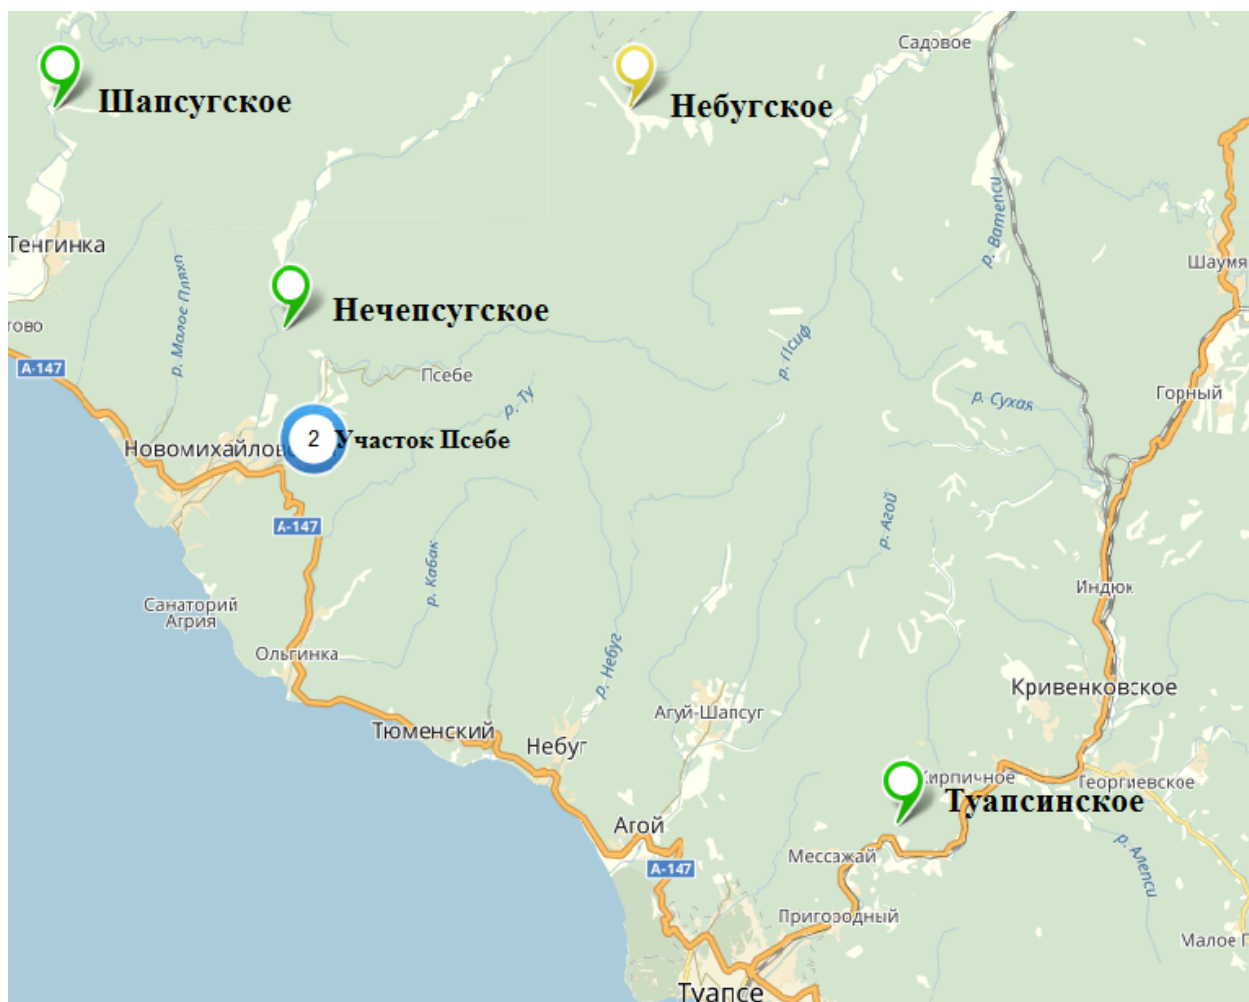 Садовое
Шапсугское
Небугское
р. Ватепси
Тенгинка
р. Малое Пляхо
Шаумя
Нечепсугское
тово
р. Псиф
А-147
Псебе
р. Ту
р. Сухая
Горный
2
Участок Псебе
Новомихайловс
А-147
р. Агой
р. Кабак
Индюк
Санаторий
Агрия
Ольгинка
р. Небуг
Кривенковское
Агуй-Шапсуг
Тюменский
Небуг
Кирпичное
Георгиевское
Туапсинское
Агой
Мессажай
р. Алепси
А-147
Пригородный
Малое Г
Туапсе